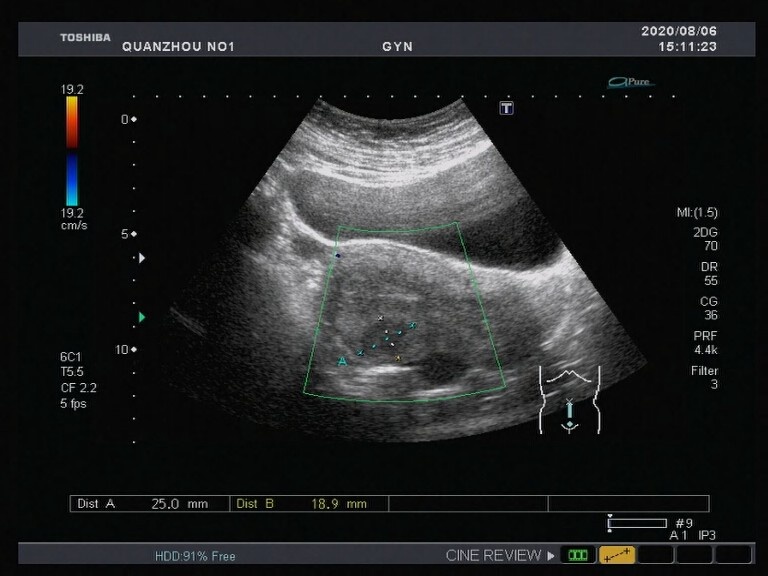 TOSHIBA
QUANZHOU NO1
GYN
2020/08/06
15:11:23
αPure
19.2
19.2
cm/s
0
5
10
T
A
MI:(1.5)
2DG
70
DR
55
CG
36
PRF
4.4k
Filter
3
6C1
T5.5
CF 2.2
5 fps
Dist A 25.0 mm Dist B 18.9 mm
#9
A 1 IP3
HDD:91% Free
CINE REVIEW